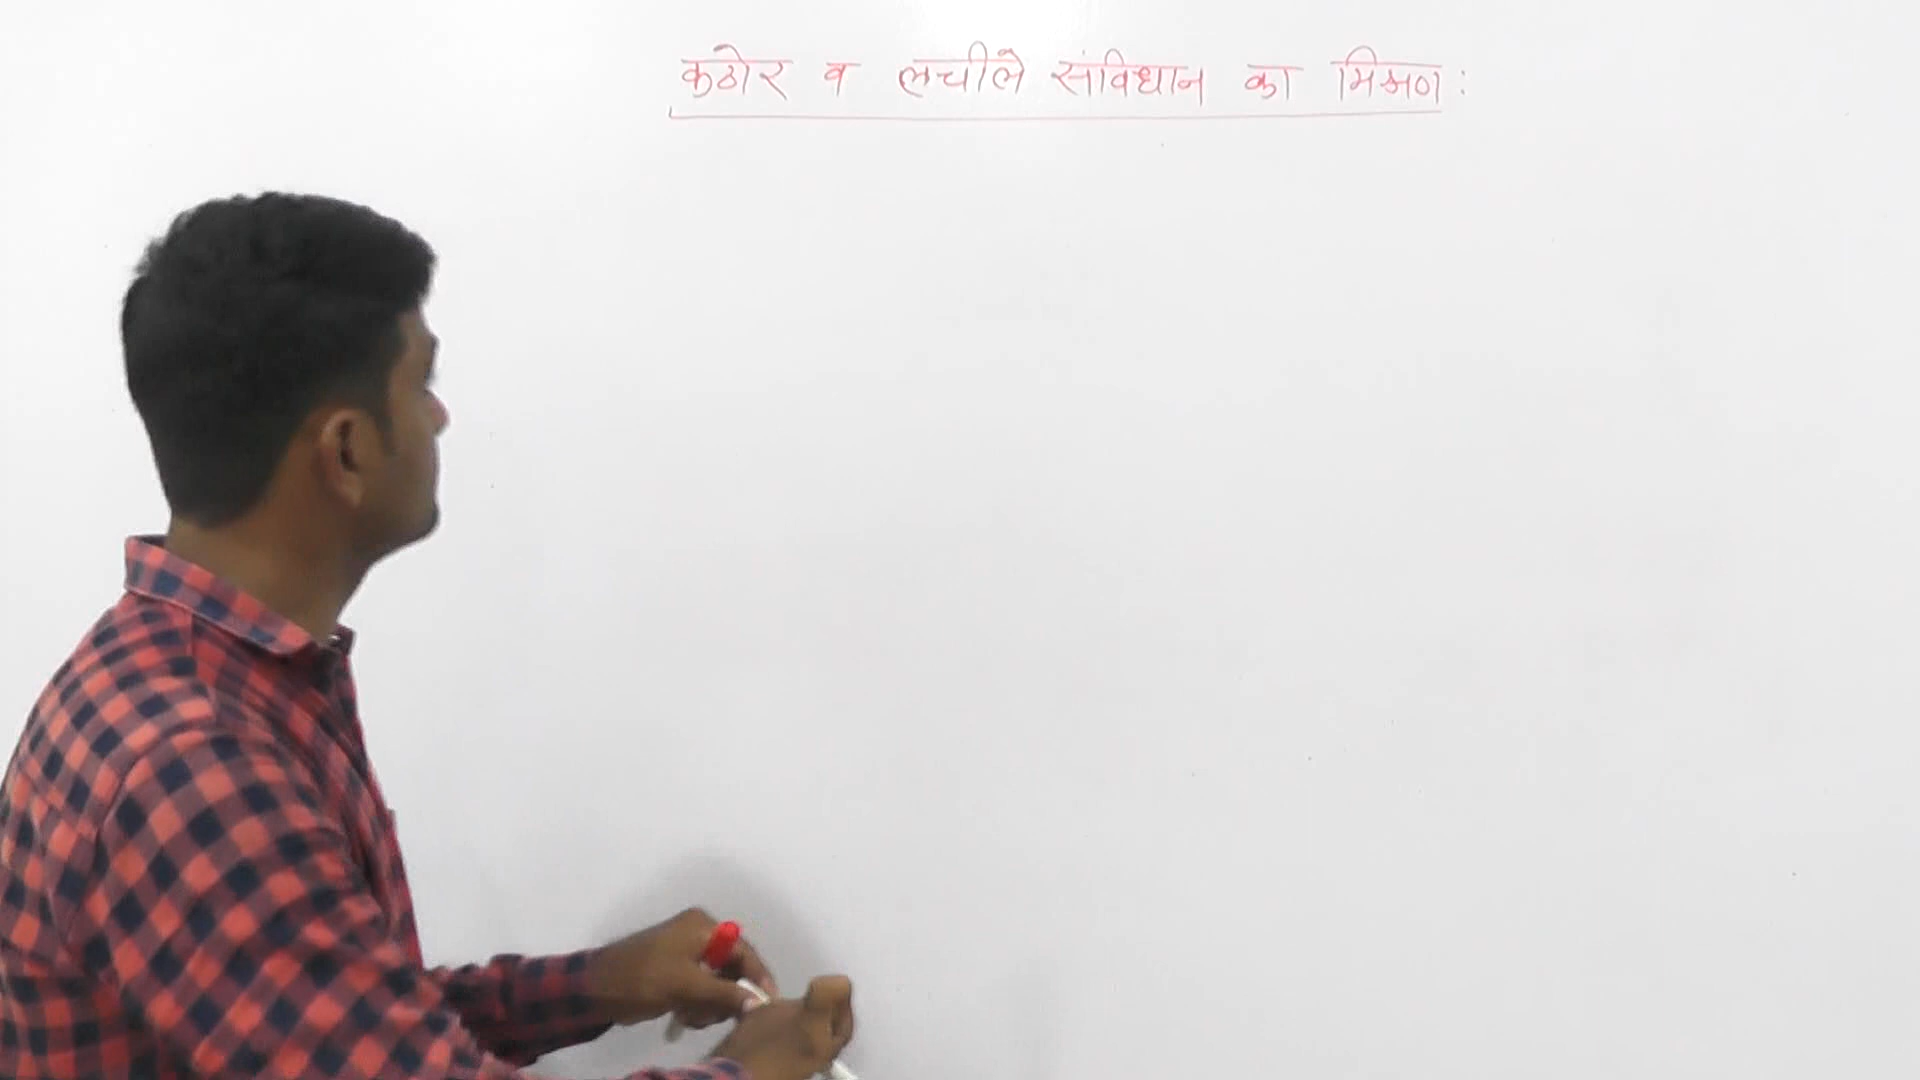 कठोर व लचीले संविधान का मिश्रण :